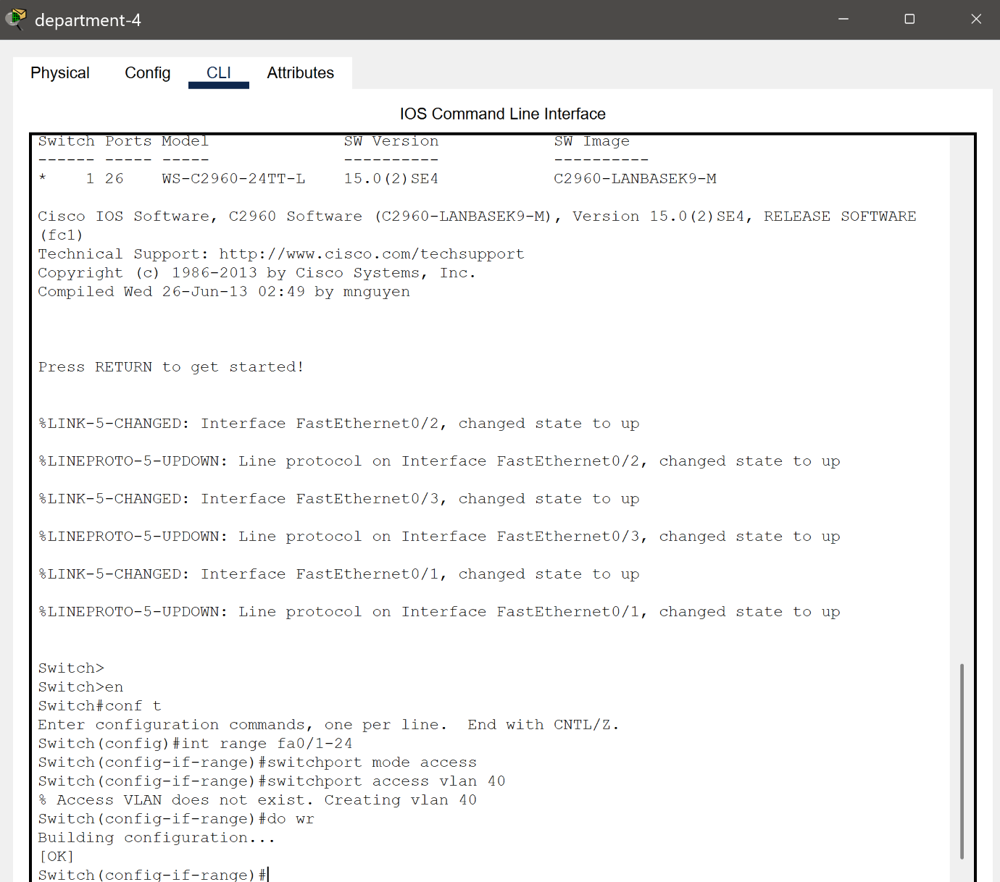 department-4
Physical Config CLI Attributes
IOS Command Line Interface
Switch Ports Model SW Version SW Image
------ ----- ----- ---------- ----------
* 1 26 WS-C2960-24TT-L 15.0(2)SE4 C2960-LANBASEK9-M
Cisco IOS Software, C2960 Software (C2960-LANBASEK9-M), Version 15.0(2)SE4, RELEASE SOFTWARE
(fc1)
Technical Support: http://www.cisco.com/techsupport
Copyright (c) 1986-2013 by Cisco Systems, Inc.
Compiled Wed 26-Jun-13 02:49 by mnguyen
Press RETURN to get started!
%LINK-5-CHANGED: Interface FastEthernet0/2, changed state to up
%LINEPROTO-5-UPDOWN: Line protocol on Interface FastEthernet0/2, changed state to up
%LINK-5-CHANGED: Interface FastEthernet0/3, changed state to up
%LINEPROTO-5-UPDOWN: Line protocol on Interface FastEthernet0/3, changed state to up
%LINK-5-CHANGED: Interface FastEthernet0/1, changed state to up
%LINEPROTO-5-UPDOWN: Line protocol on Interface FastEthernet0/1, changed state to up
Switch>
Switch>en
Switch#conf t
Enter configuration commands, one per line.  End with CNTL/Z.
Switch(config)#int range fa0/1-24
Switch(config-if-range)#switchport mode access
Switch(config-if-range)#switchport access vlan 40
% Access VLAN does not exist. Creating vlan 40
Switch(config-if-range)#do wr
Building configuration...
[OK]
Switch(config-if-range)#